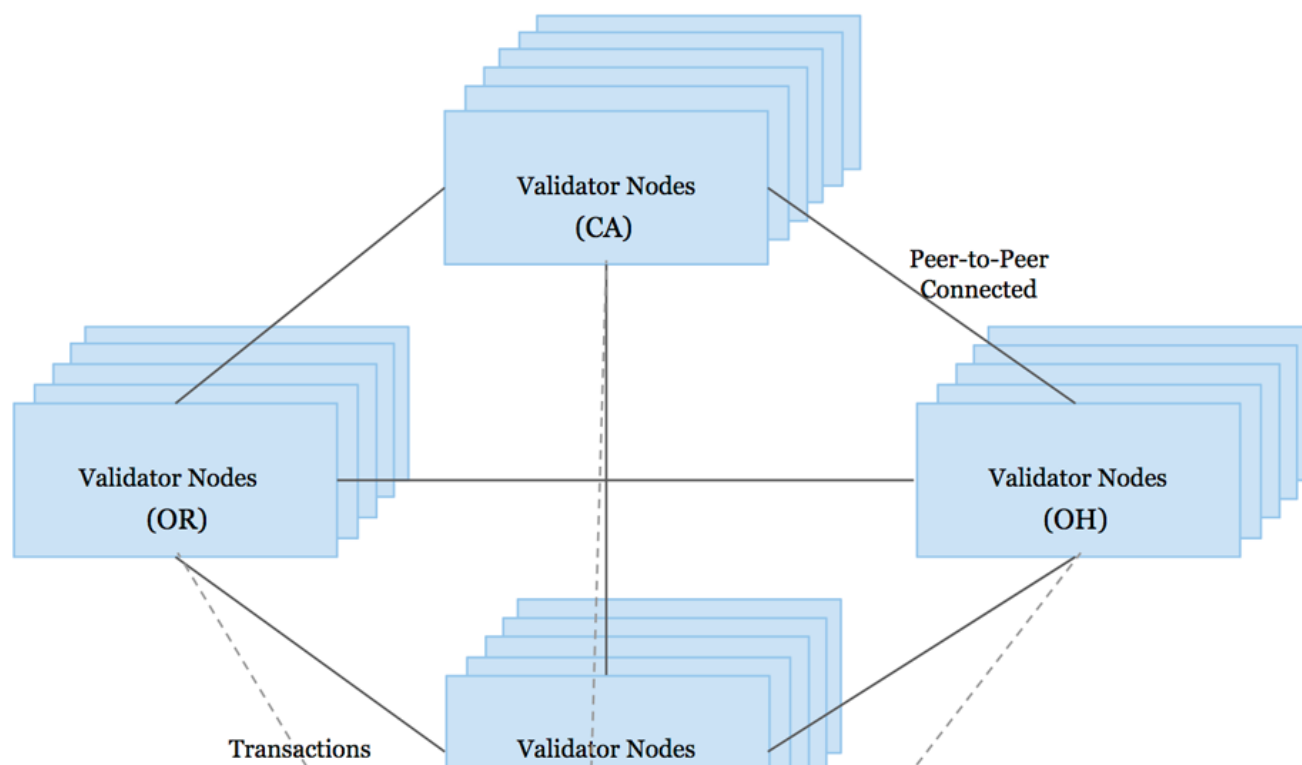 Validator Nodes
(CA)
Peer-to-Peer
Connected
Validator Nodes
(OR)
Validator Nodes
(OH)
Transactions
Validator Nodes